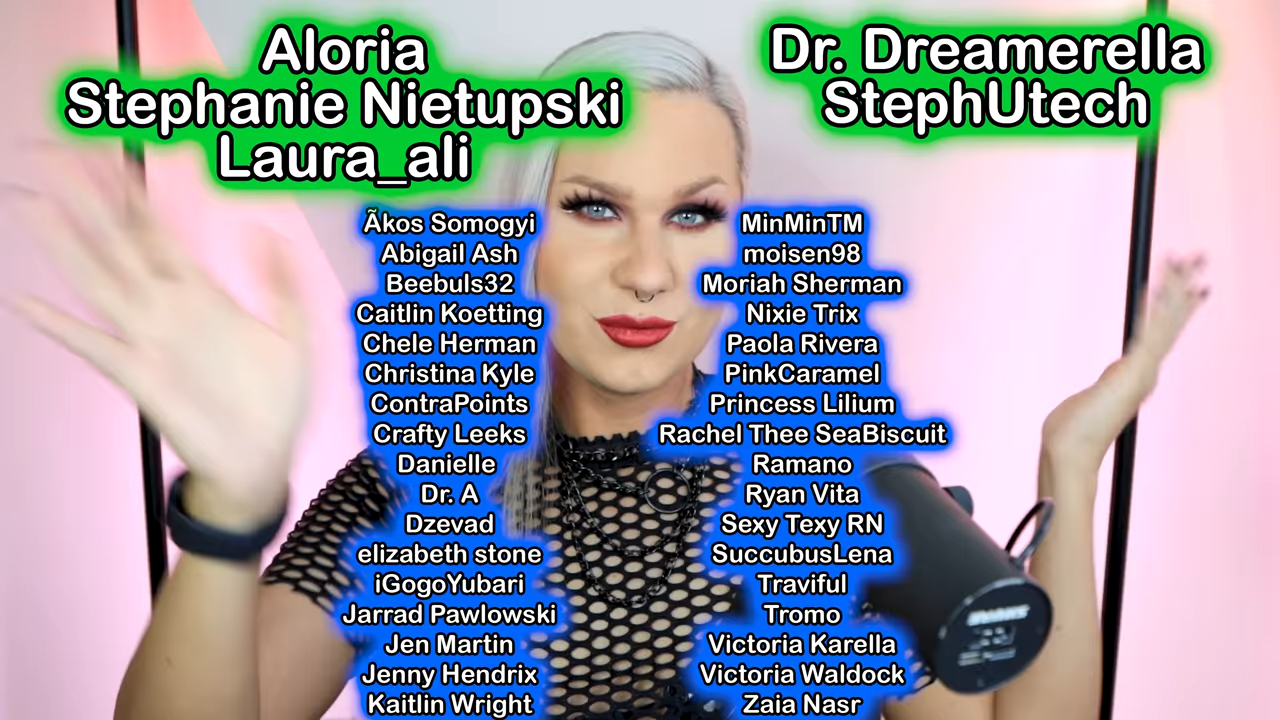 Aloria
Stephanie Nietupski
Laura_ali
Dr. Dreamerella
StephUtech
Ãkos Somogyi
Abigail Ash
Beebuls32
Caitlin Koetting
Chele Herman
Christina Kyle
ContraPoints
Crafty Leeks
Danielle
Dr. A
Dzevad
elizabeth stone
iGogoYubari
Jarrad Pawlowski
Jen Martin
Jenny Hendrix
Kaitlin Wright
MinMinTM
moisen98
Moriah Sherman
Nixie Trix
Paola Rivera
PinkCaramel
Princess Lilium
Rachel Thee SeaBiscuit
Ramano
Ryan Vita
Sexy Texy RN
SuccubusLena
Traviful
Tromo
Victoria Karella
Victoria Waldock
Zaia Nasr